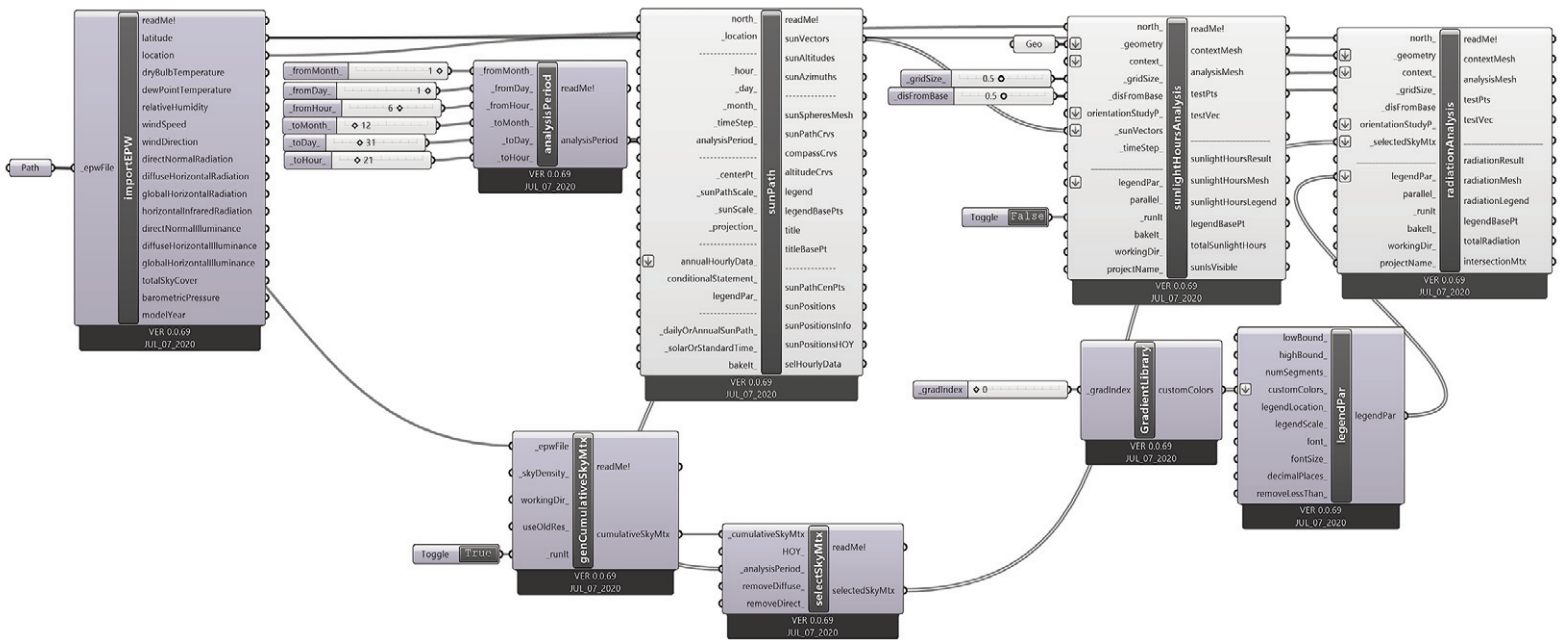 Path
_epwFile
importEPW
readMe!
latitude
location
dryBulbTemperature
dewPointTemperature
relativeHumidity
windSpeed
windDirection
directNormalRadiation
diffuseHorizontalRadiation
globalHorizontalRadiation
horizontalInfraredRadiation
directNormalIlluminance
diffuseHorizontalIlluminance
globalHorizontalIlluminance
totalSkyCover
barometricPressure
modelYear
VER 0.0.69
JUL_07_2020
_fromMonth_ 1
_fromDay_ 1
_fromHour_ 6
_toMonth_ 12
_toDay_ 31
_toHour_ 21
_fromMonth_
_fromDay_
_fromHour_
_toMonth_
_toDay_
_toHour_
analysisPeriod
readMe!
analysisPeriod
VER 0.0.69
JUL_07_2020
north_
_location
_hour_
_day_
_month_
_timeStep_
analysisPeriod_
_centerPt_
_sunPathScale_
_sunScale_
_projection_
annualHourlyData_
conditionalStatement_
legendPar_
_dailyOrAnnualSunPath_
_solarOrStandardTime_
bakeIt_
sunPath
readMe!
sunVectors
sunAltitudes
sunAzimuths
sunSpheresMesh
sunPathCrvs
compassCrvs
altitudeCrvs
legend
legendBasePts
title
titleBasePt
sunPathCenPts
sunPositions
sunPositionsInfo
sunPositionsHOY
selHourlyData
VER 0.0.69
JUL_07_2020
Geo
_gridSize_ 0.5
_disFromBase 0.5
Toggle False
north_
_geometry
context_
_gridSize_
_disFromBase
orientationStudyP_
_sunVectors
_timeStep_
legendPar_
parallel_
_runIt
bakeIt_
workingDir_
projectName_
sunlightHoursAnalysis
readMe!
contextMesh
analysisMesh
testPts
testVec
sunlightHoursResult
sunlightHoursMesh
sunlightHoursLegend
legendBasePt
totalSunlightHours
sunIsVisible
VER 0.0.69
JUL_07_2020
north_
_geometry
context_
_gridSize_
_disFromBase
orientationStudyP_
_selectedSkyMtx
legendPar_
parallel_
_runIt
bakeIt_
workingDir_
projectName_
radiationAnalysis
readMe!
contextMesh
analysisMesh
testPts
testVec
radiationResult
radiationMesh
radiationLegend
legendBasePt
totalRadiation
intersectionMtx
VER 0.0.69
JUL_07_2020
_gradIndex 0
_gradIndex
GradientLibrary
customColors
VER 0.0.69
JUL_07_2020
lowBound_
highBound_
numSegments_
customColors_
legendLocation_
legendScale_
font_
fontSize_
decimalPlaces_
removeLessThan_
legendPar
legendPar
VER 0.0.69
JUL_07_2020
Toggle True
_epwFile
_skyDensity_
workingDir_
useOldRes_
_runIt
genCumulativeSkyMtx
readMe!
cumulativeSkyMtx
VER 0.0.69
JUL_07_2020
_cumulativeSkyMtx
HOY_
_analysisPeriod_
removeDiffuse_
removeDirect_
selectSkyMtx
readMe!
selectedSkyMtx
VER 0.0.69
JUL_07_2020